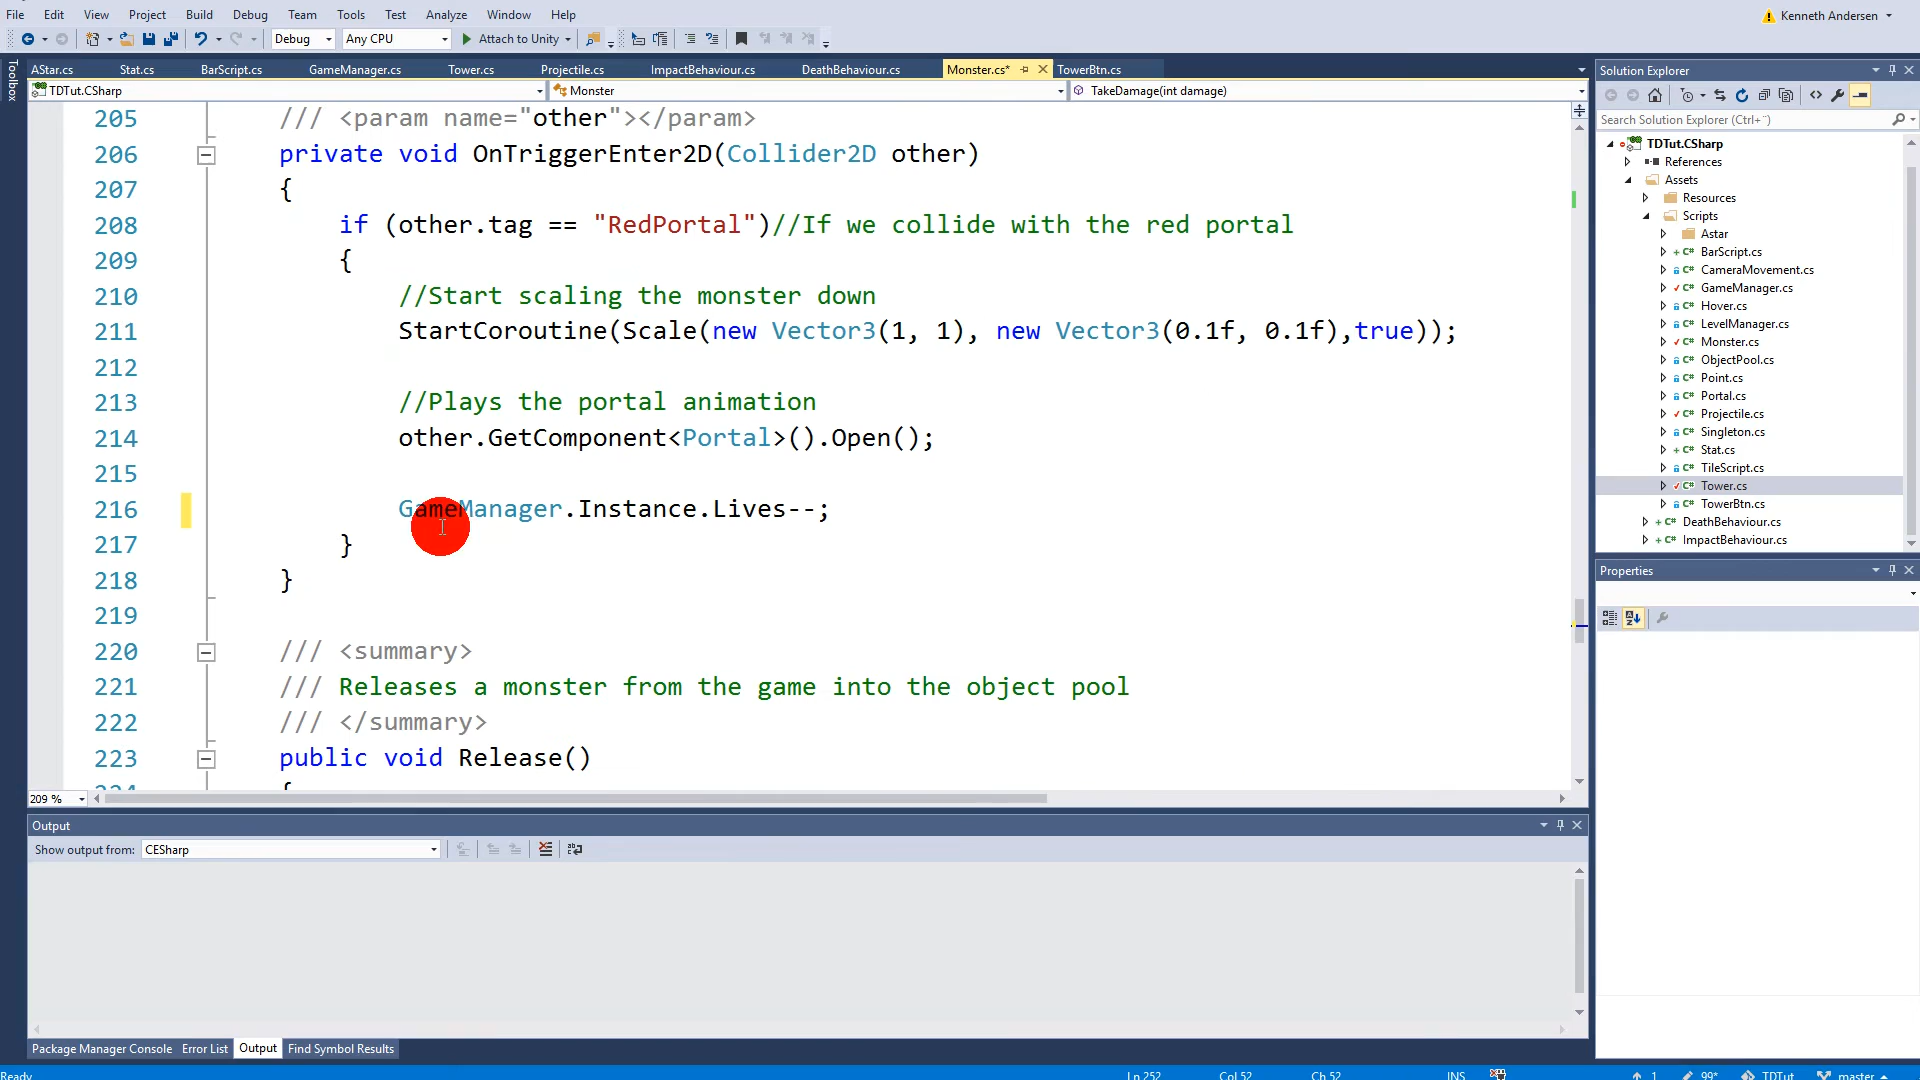 File Edit View Project Build Debug Team Tools Test Analyze Window Help Kenneth Andersen
Debug Any CPU Attach to Unity
Toolbox
AStar.cs Stat.cs BarScript.cs GameManager.cs Tower.cs Projectile.cs ImpactBehaviour.cs DeathBehaviour.cs Monster.cs* TowerBtn.cs
TDTut.CSharp Monster TakeDamage(int damage)
205 /// <param name="other"></param>
206 private void OnTriggerEnter2D(Collider2D other)
207 {
208 if (other.tag == "RedPortal")//If we collide with the red portal
209 {
210 //Start scaling the monster down
211 StartCoroutine(Scale(new Vector3(1, 1), new Vector3(0.1f, 0.1f),true));
212
213 //Plays the portal animation
214 other.GetComponent<Portal>().Open();
215
216 GameManager.Instance.Lives--;
217 }
218 }
219
220 /// <summary>
221 /// Releases a monster from the game into the object pool
222 /// </summary>
223 public void Release()
224 {
209 %
Output
Show output from: CESharp
Package Manager Console Error List Output Find Symbol Results
Ready Ln 252 Col 52 Ch 52 INS 1 99* TDTut master
Solution Explorer
Search Solution Explorer (Ctrl+¨)
TDTut.CSharp
References
Assets
Resources
Scripts
Astar
C# BarScript.cs
C# CameraMovement.cs
C# GameManager.cs
C# Hover.cs
C# LevelManager.cs
C# Monster.cs
C# ObjectPool.cs
C# Point.cs
C# Portal.cs
C# Projectile.cs
C# Singleton.cs
C# Stat.cs
C# TileScript.cs
C# Tower.cs
C# TowerBtn.cs
C# DeathBehaviour.cs
C# ImpactBehaviour.cs
Properties